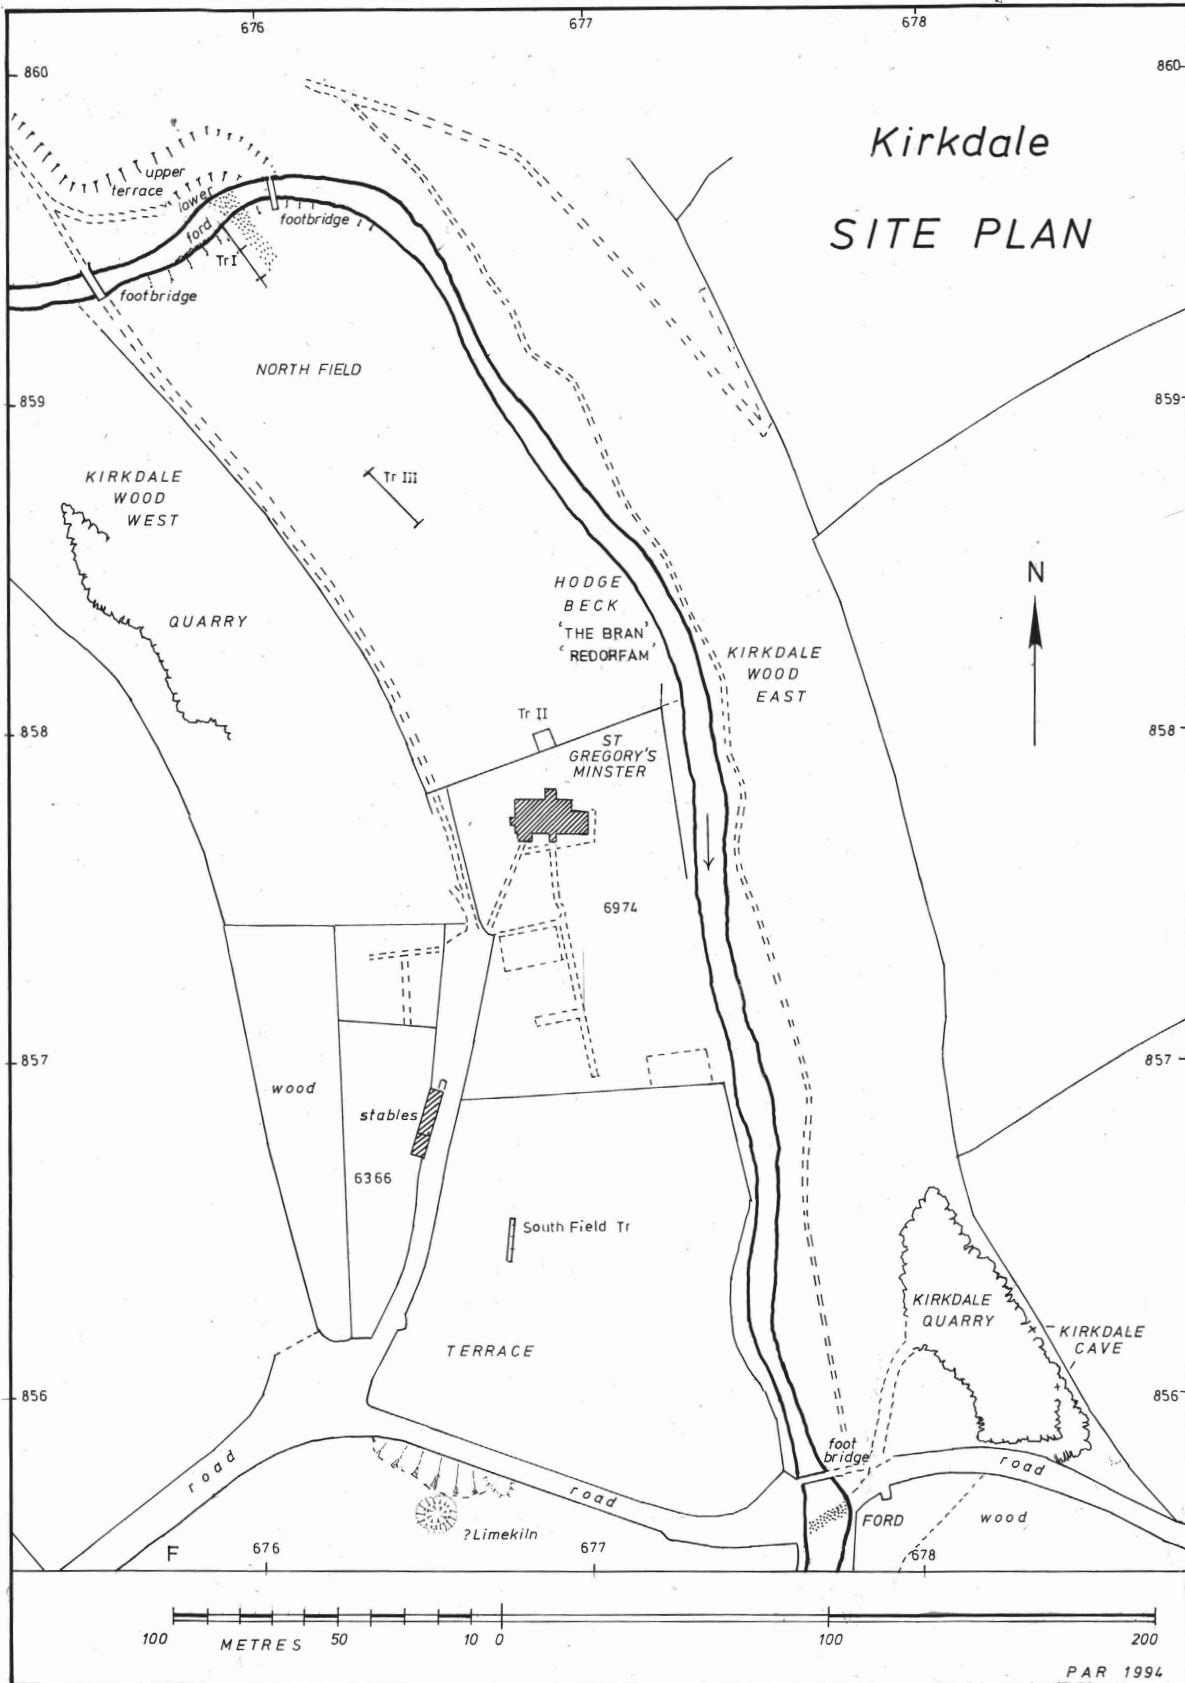 676
677
678
860
860
Kirkdale
SITE PLAN
upper
terrace
lower
ford
footbridge
Tr I
footbridge
NORTH FIELD
859
859
KIRKDALE
WOOD
WEST
Tr III
QUARRY
HODGE
BECK
'THE BRAN'
'REDOFRAM'
N
KIRKDALE
WOOD
EAST
858
858
Tr II
ST
GREGORY'S
MINSTER
6974
857
857
wood
stables
6366
South Field Tr
KIRKDALE
QUARRY
KIRKDALE
CAVE
TERRACE
856
856
foot
bridge
road
road
road
?Limekiln
FORD
wood
F
676
677
678
100
METRES
50
10
0
100
200
PAR 1994